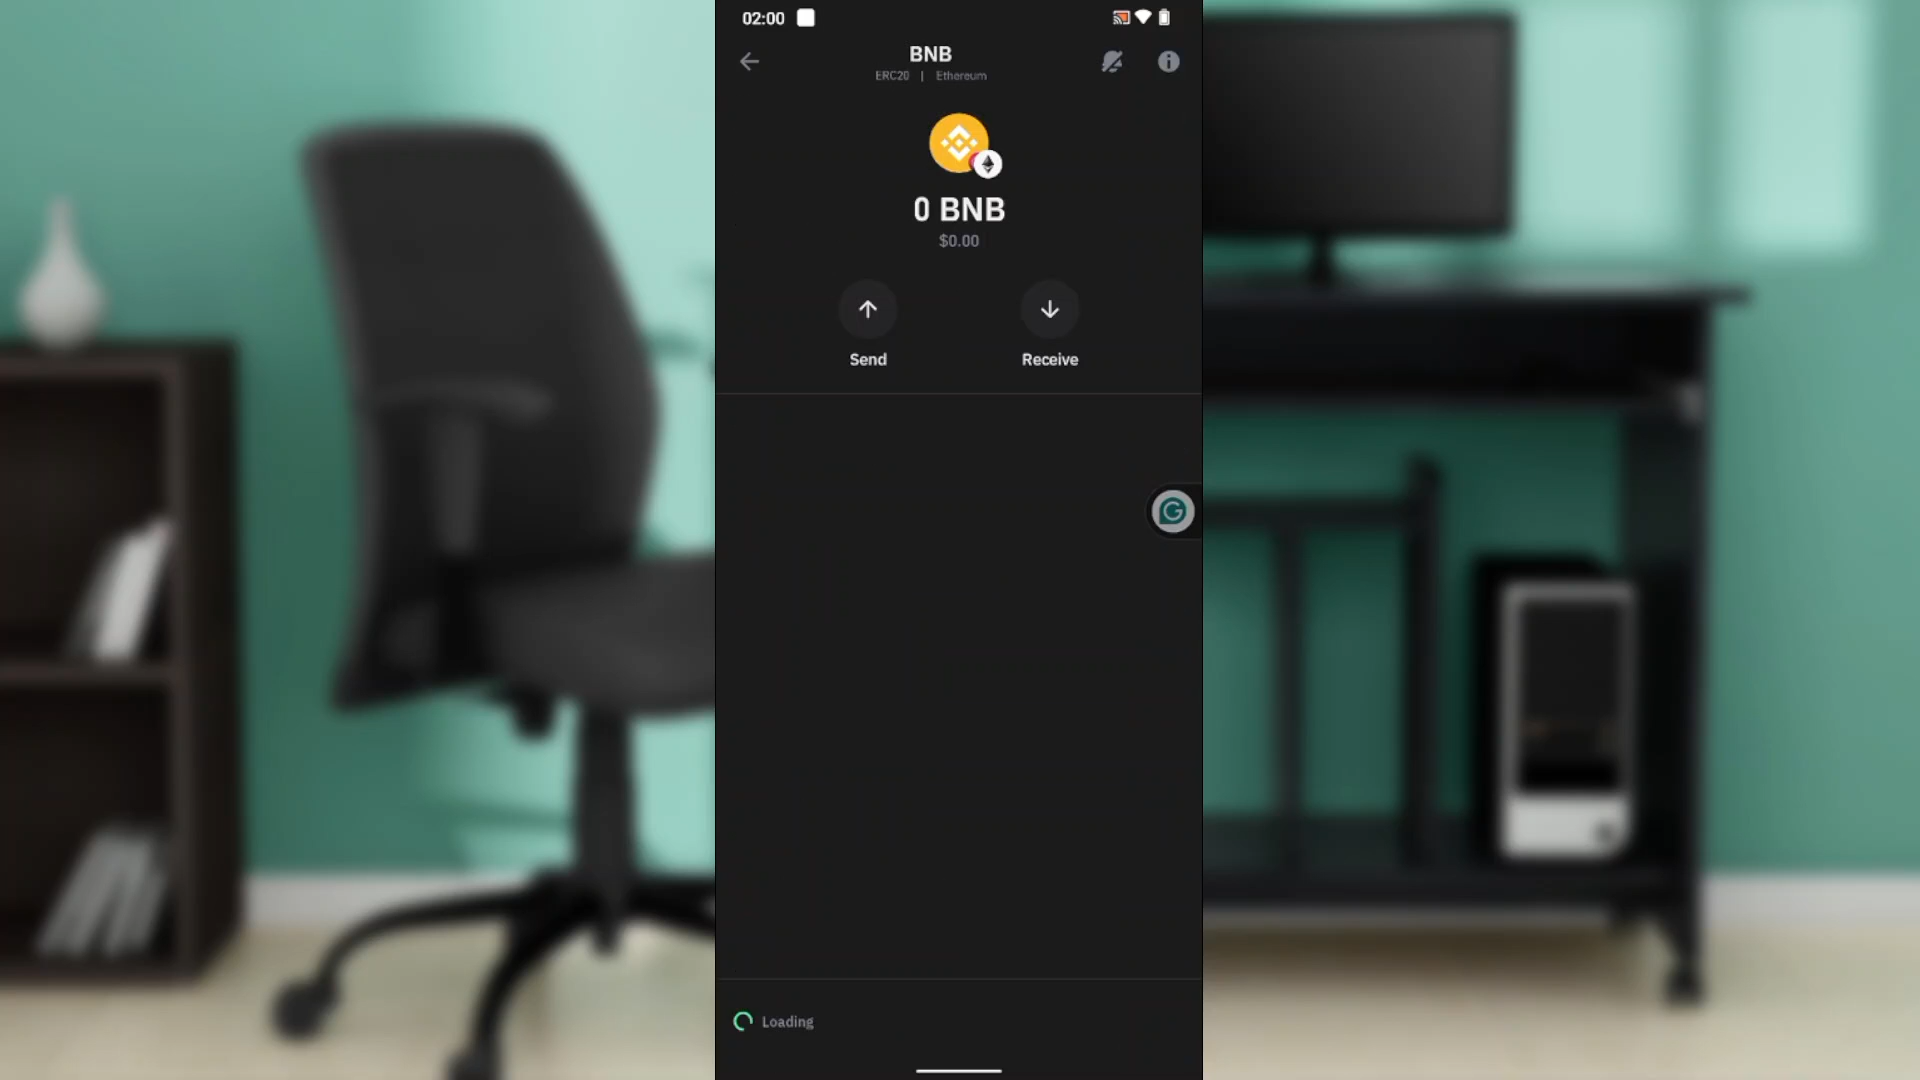 02:00
BNB
ERC20 | Ethereum
0 BNB
$0.00
Send
Receive
Loading